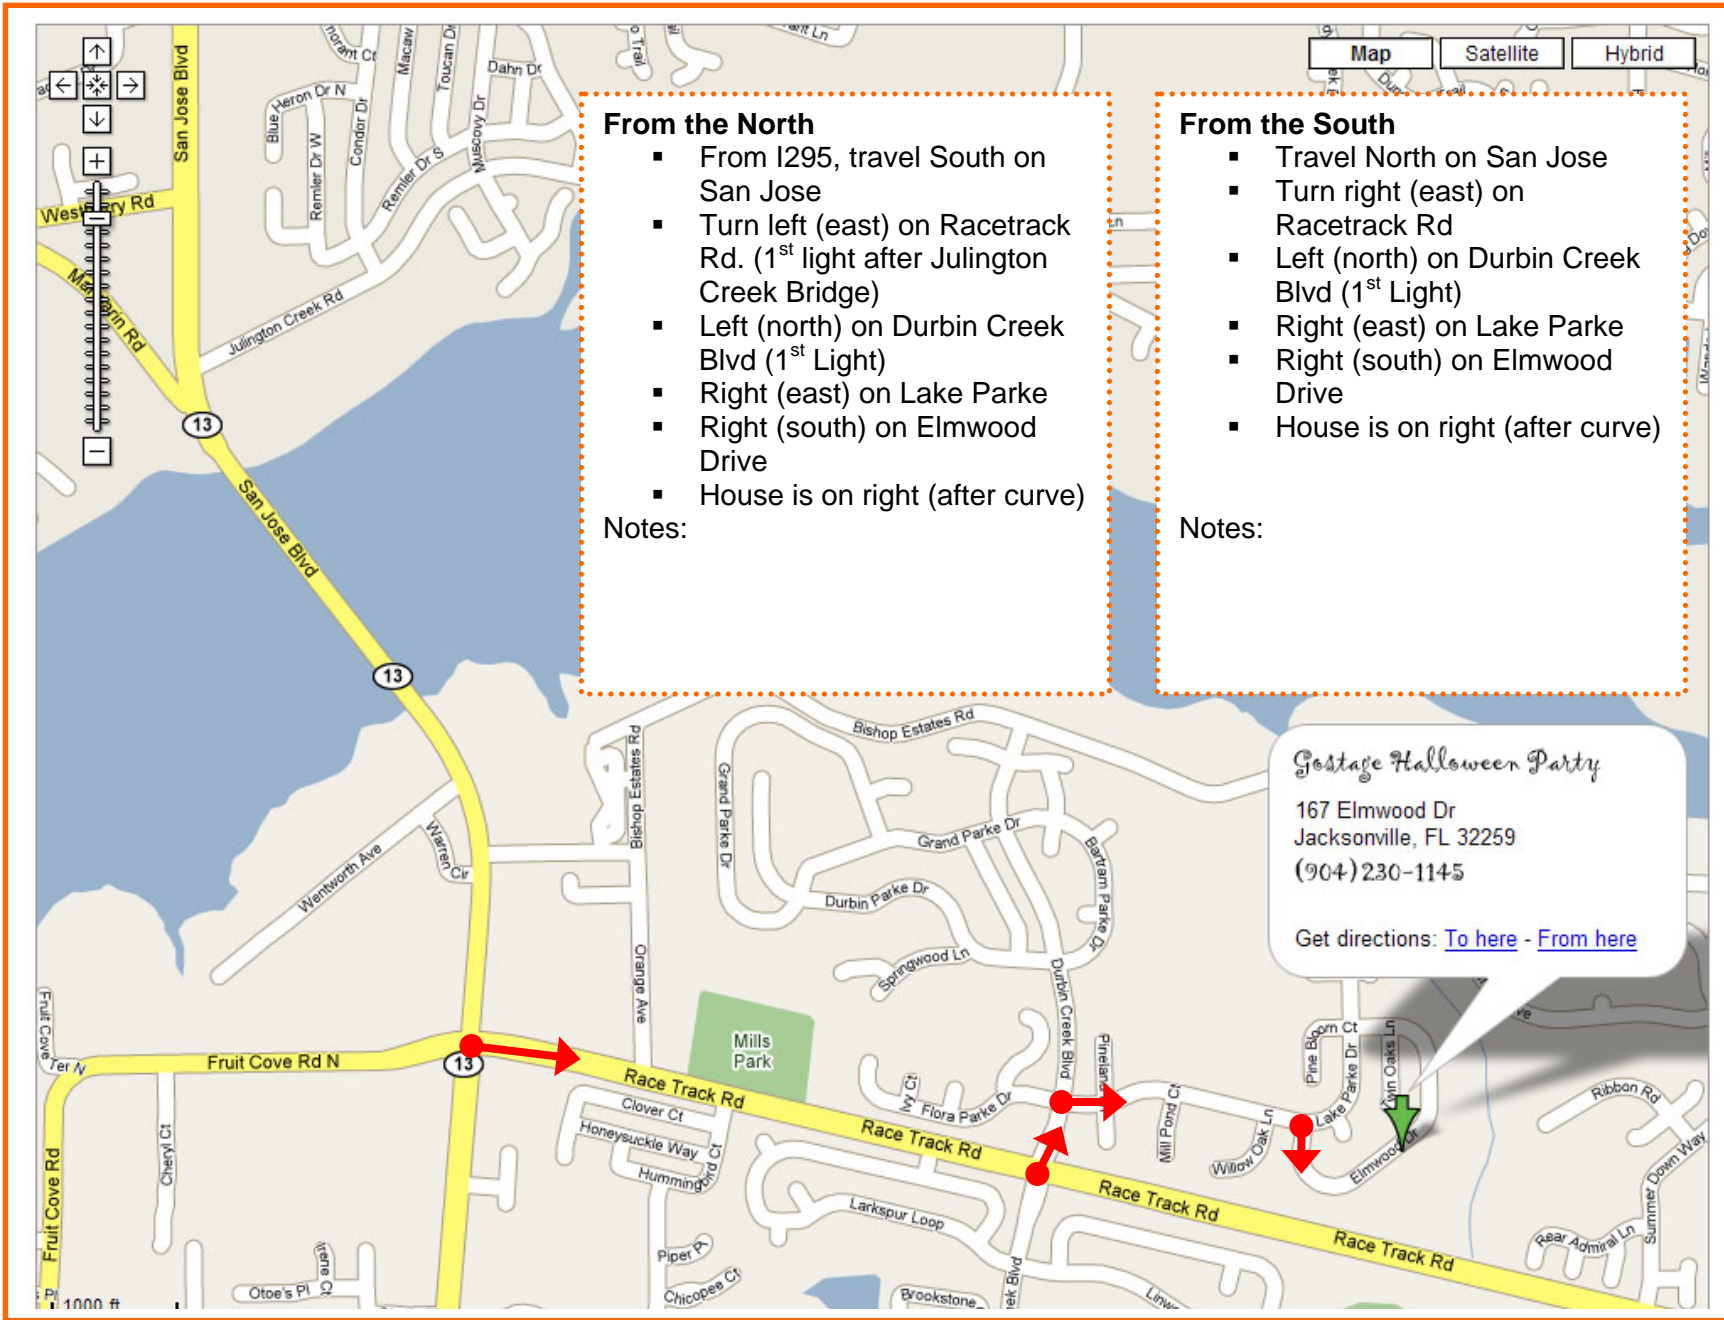 Map
Satellite
Hybrid
From the North
▪ From I295, travel South on
San Jose
▪ Turn left (east) on Racetrack
Rd. (1st light after Julington
Creek Bridge)
▪ Left (north) on Durbin Creek
Blvd (1st Light)
▪ Right (east) on Lake Parke
▪ Right (south) on Elmwood
Drive
▪ House is on right (after curve)
Notes:
From the South
▪ Travel North on San Jose
▪ Turn right (east) on
Racetrack Rd
▪ Left (north) on Durbin Creek
Blvd (1st Light)
▪ Right (east) on Lake Parke
▪ Right (south) on Elmwood
Drive
▪ House is on right (after curve)
Notes:
San Jose Blvd
Blue Heron Dr N
Remler Dr W
Condor Dr
Macaw
Toucan Dr
Dahn Dr
Muscovy Dr
Remler Dr S
Julington Creek Rd
13
San Jose Blvd
13
Bishop Estates Rd
Bishop Estates Rd
Grand Parke Dr
Grand Parke Dr
Bartram Parke Dr
Durbin Parke Dr
Springwood Ln
Durbin Creek Blvd
Gostage Halloween Party
167 Elmwood Dr
Jacksonville, FL 32259
(904)230-1145
Get directions: To here - From here
Wentworth Ave
Warren Cir
Orange Ave
Mills
Park
Fruit Cove
Ter N
Fruit Cove Rd N
13
Race Track Rd
Race Track Rd
Race Track Rd
Race Track Rd
Ivy Ct
Flora Parke Dr
Mill Pond Ct
Willow Oak Ln
Lake Parke Dr
Pine Bloom Ct
Twin Oaks Ln
Elmwood Dr
Ribbon Rd
Summer Down Way
Rear Admiral Ln
Clover Ct
Honeysuckle Way
Hummingbird Ct
Larkspur Loop
Piper Pl
Chicopee Ct
Brookstone
Cheryl Ct
Fruit Cove Rd
Otoe's Pl
1000 ft